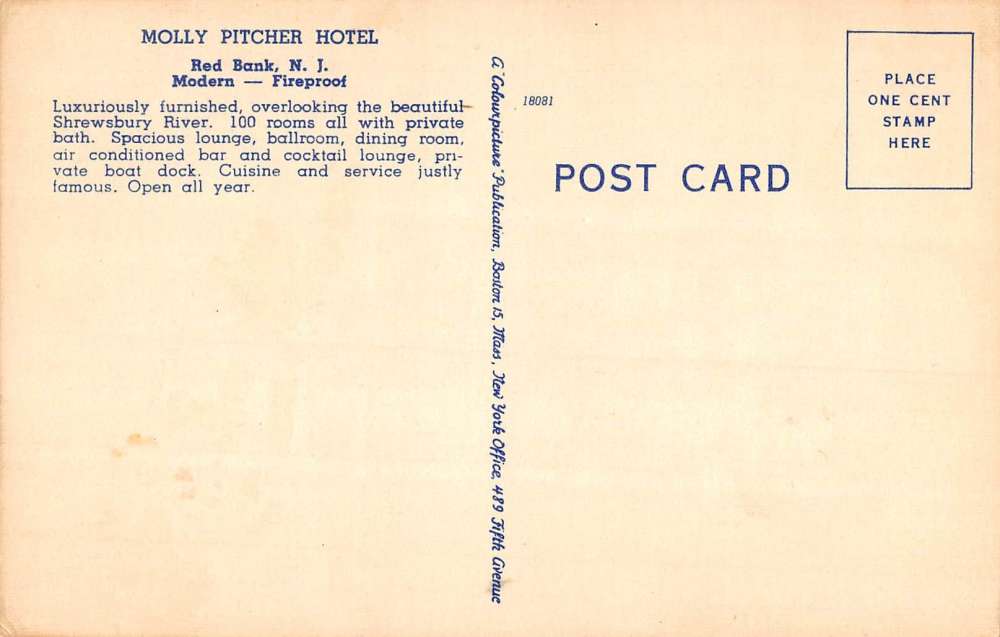 MOLLY PITCHER HOTEL
Red Bank, N. J.
Modern — Fireproof
Luxuriously furnished, overlooking the beautiful
Shrewsbury River. 100 rooms all with private
bath. Spacious lounge, ballroom, dining room,
air conditioned bar and cocktail lounge, pri-
vate boat dock. Cuisine and service justly
famous. Open all year.
A "Colourpicture" Publication, Boston 15, Mass., New York Office, 489 Fifth Avenue
18081
POST CARD
PLACE
ONE CENT
STAMP
HERE